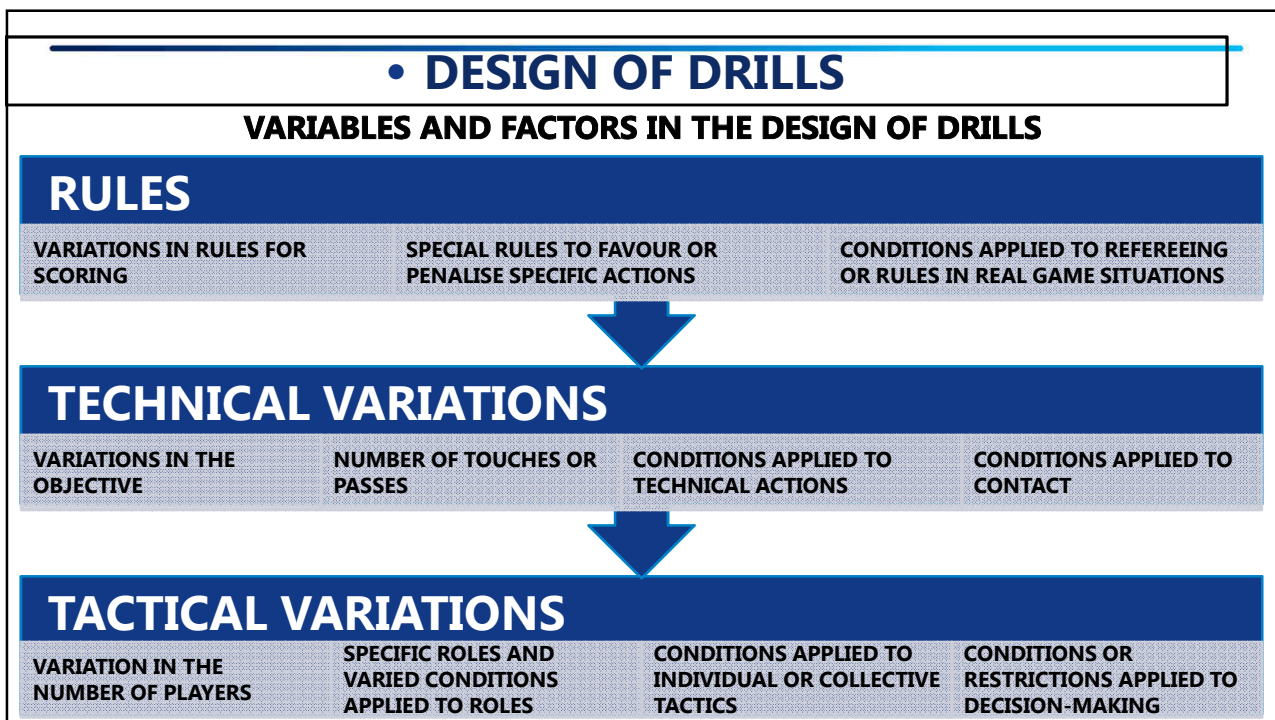 • DESIGN OF DRILLS
VARIABLES AND FACTORS IN THE DESIGN OF DRILLS
RULES
VARIATIONS IN RULES FOR
SCORING
SPECIAL RULES TO FAVOUR OR
PENALISE SPECIFIC ACTIONS
CONDITIONS APPLIED TO REFEREEING
OR RULES IN REAL GAME SITUATIONS
TECHNICAL VARIATIONS
VARIATIONS IN THE
OBJECTIVE
NUMBER OF TOUCHES OR
PASSES
CONDITIONS APPLIED TO
TECHNICAL ACTIONS
CONDITIONS APPLIED TO
CONTACT
TACTICAL VARIATIONS
VARIATION IN THE
NUMBER OF PLAYERS
SPECIFIC ROLES AND
VARIED CONDITIONS
APPLIED TO ROLES
CONDITIONS APPLIED TO
INDIVIDUAL OR COLLECTIVE
TACTICS
CONDITIONS OR
RESTRICTIONS APPLIED TO
DECISION-MAKING